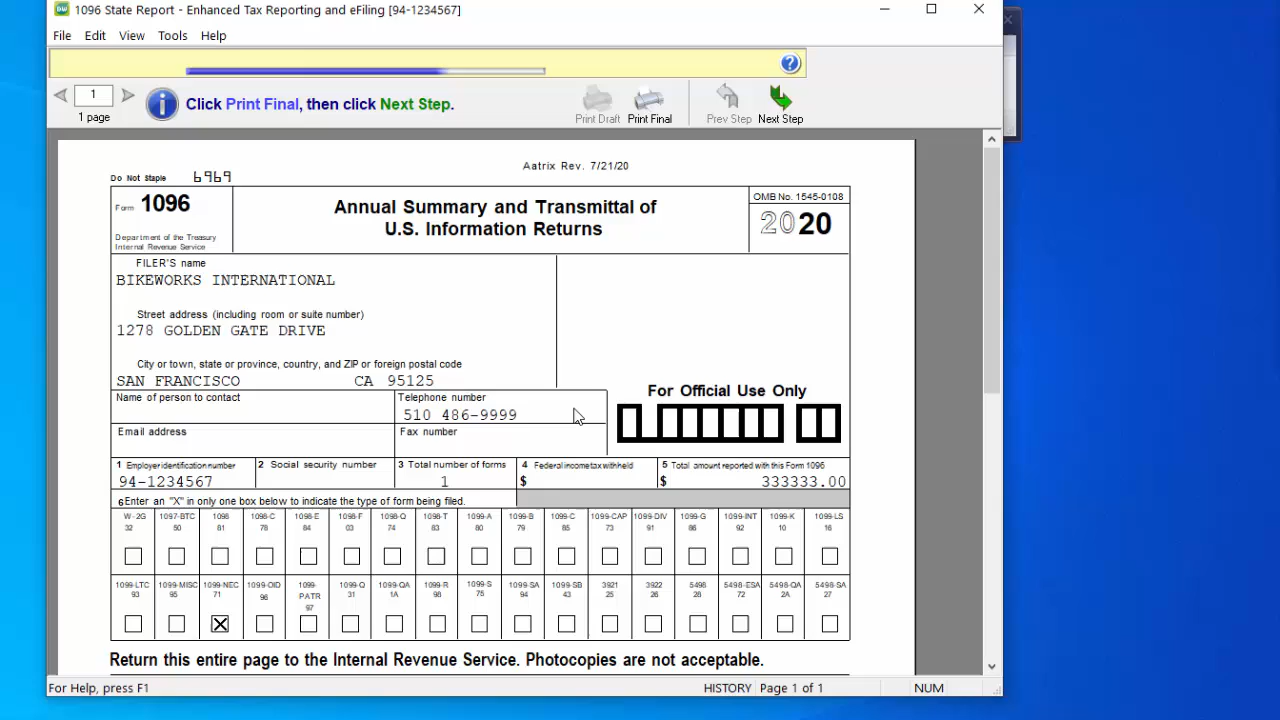 1096 State Report - Enhanced Tax Reporting and eFiling [94-1234567]
File Edit View Tools Help
1
1 page
Click Print Final, then click Next Step.
Print Draft Print Final Prev Step Next Step
Aatrix Rev. 7/21/20
Do Not Staple 6969
Form 1096
Department of the Treasury
Internal Revenue Service
Annual Summary and Transmittal of
U.S. Information Returns
OMB No. 1545-0108
2020
FILER'S name
BIKEWORKS INTERNATIONAL
Street address (including room or suite number)
1278 GOLDEN GATE DRIVE
City or town, state or province, country, and ZIP or foreign postal code
SAN FRANCISCO CA 95125
Name of person to contact
Telephone number
510 486-9999
Email address
Fax number
For Official Use Only
1 Employer identification number
94-1234567
2 Social security number
3 Total number of forms
1
4 Federal income tax withheld
$
5 Total amount reported with this Form 1096
$ 333333.00
6 Enter an "X" in only one box below to indicate the type of form being filed.
W-2G 1097-BTC 1098 1098-C 1098-E 1098-F 1098-Q 1098-T 1099-A 1099-B 1099-C 1099-CAP 1099-DIV 1099-G 1099-INT 1099-K 1099-LS
32 50 81 78 84 03 74 83 80 79 85 73 91 86 92 10 16
1099-LTC 1099-MISC 1099-NEC 1099-OID 1099-PATR 1099-Q 1099-QA 1099-R 1099-S 1099-SA 1099-SB 3921 3922 5498 5498-ESA 5498-QA 5498-SA
93 95 71 96 97 31 1A 98 75 94 43 25 26 28 72 2A 27
X
Return this entire page to the Internal Revenue Service. Photocopies are not acceptable.
For Help, press F1
HISTORY Page 1 of 1 NUM